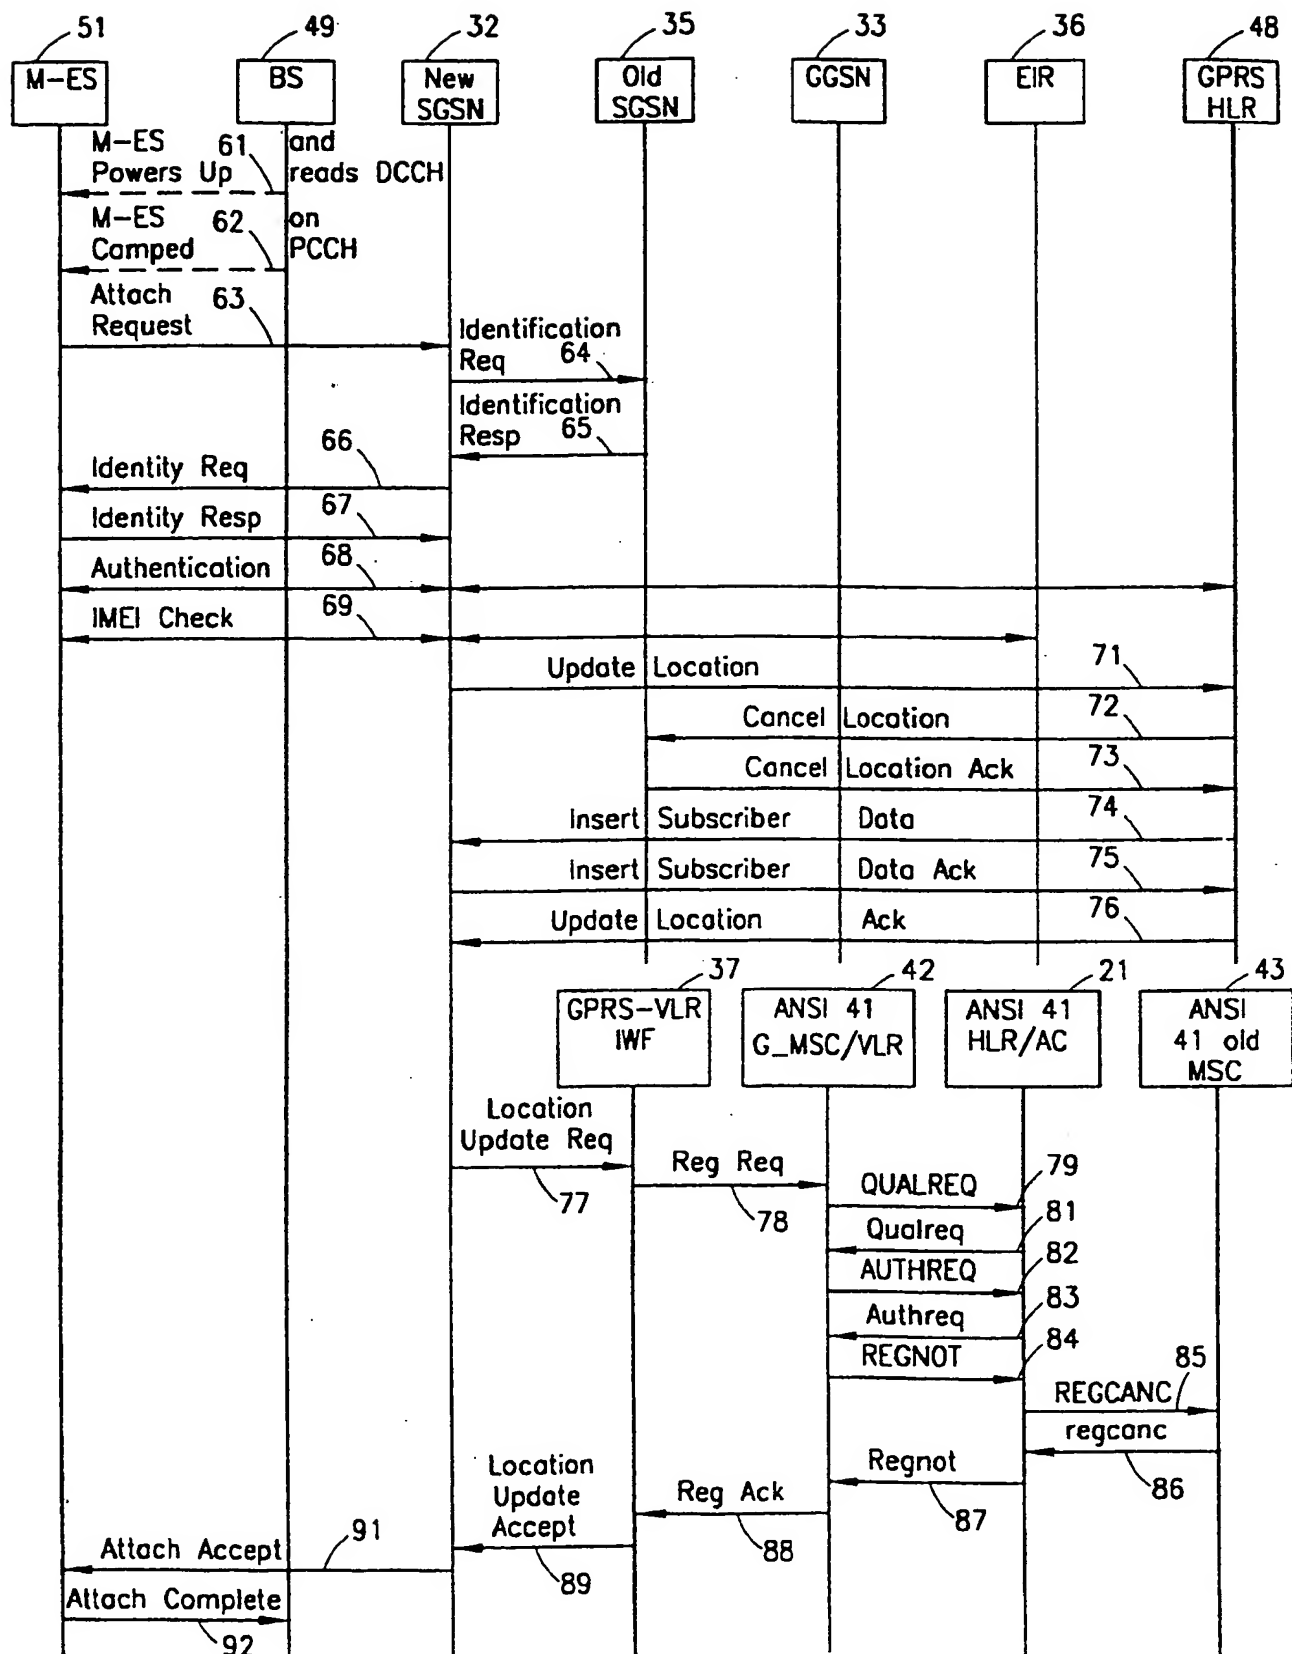 51 49 32 35 33 36 48
M-ES BS New SGSN Old SGSN GGSN EIR GPRS HLR
M-ES Powers Up 61 and reads DCCH
M-ES Camped 62 on PCCH
Attach Request 63
Identification Req 64
Identification Resp 65
66
Identity Req
Identity Resp 67
Authentication 68
IMEI Check 69
Update Location 71
Cancel Location 72
Cancel Location Ack 73
Insert Subscriber Data 74
Insert Subscriber Data Ack 75
Update Location Ack 76
37 42 21 43
GPRS-VLR IWF
ANSI 41 G_MSC/VLR
ANSI 41 HLR/AC
ANSI 41 old MSC
Location Update Req
77
Reg Req
78
QUALREQ 79
Qualreq 81
AUTHREQ 82
Authreq 83
REGNOT 84
REGCANC 85
regcanc
86
Regnot
87
Reg Ack
88
Location Update Accept
89
Attach Accept 91
Attach Complete
92